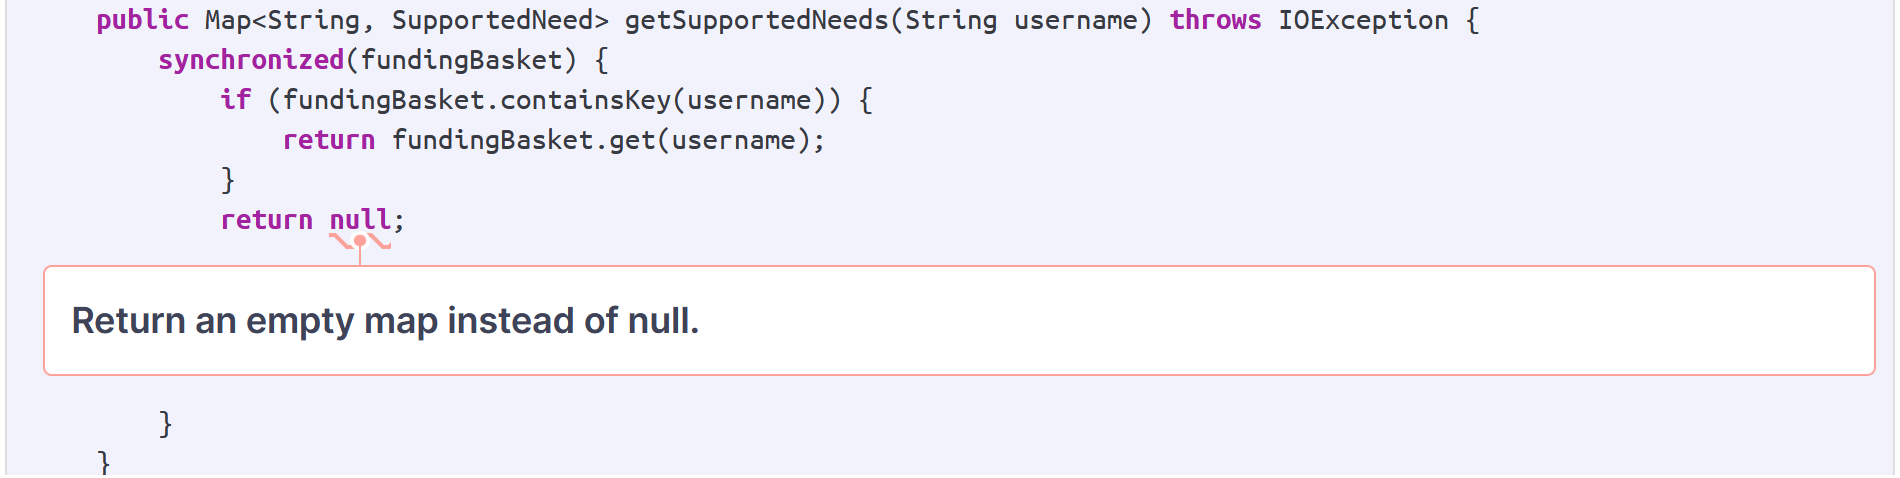 public Map<String, SupportedNeed> getSupportedNeeds(String username) throws IOException {
synchronized(fundingBasket) {
if (fundingBasket.containsKey(username)) {
return fundingBasket.get(username);
}
return null;
Return an empty map instead of null.
}
}